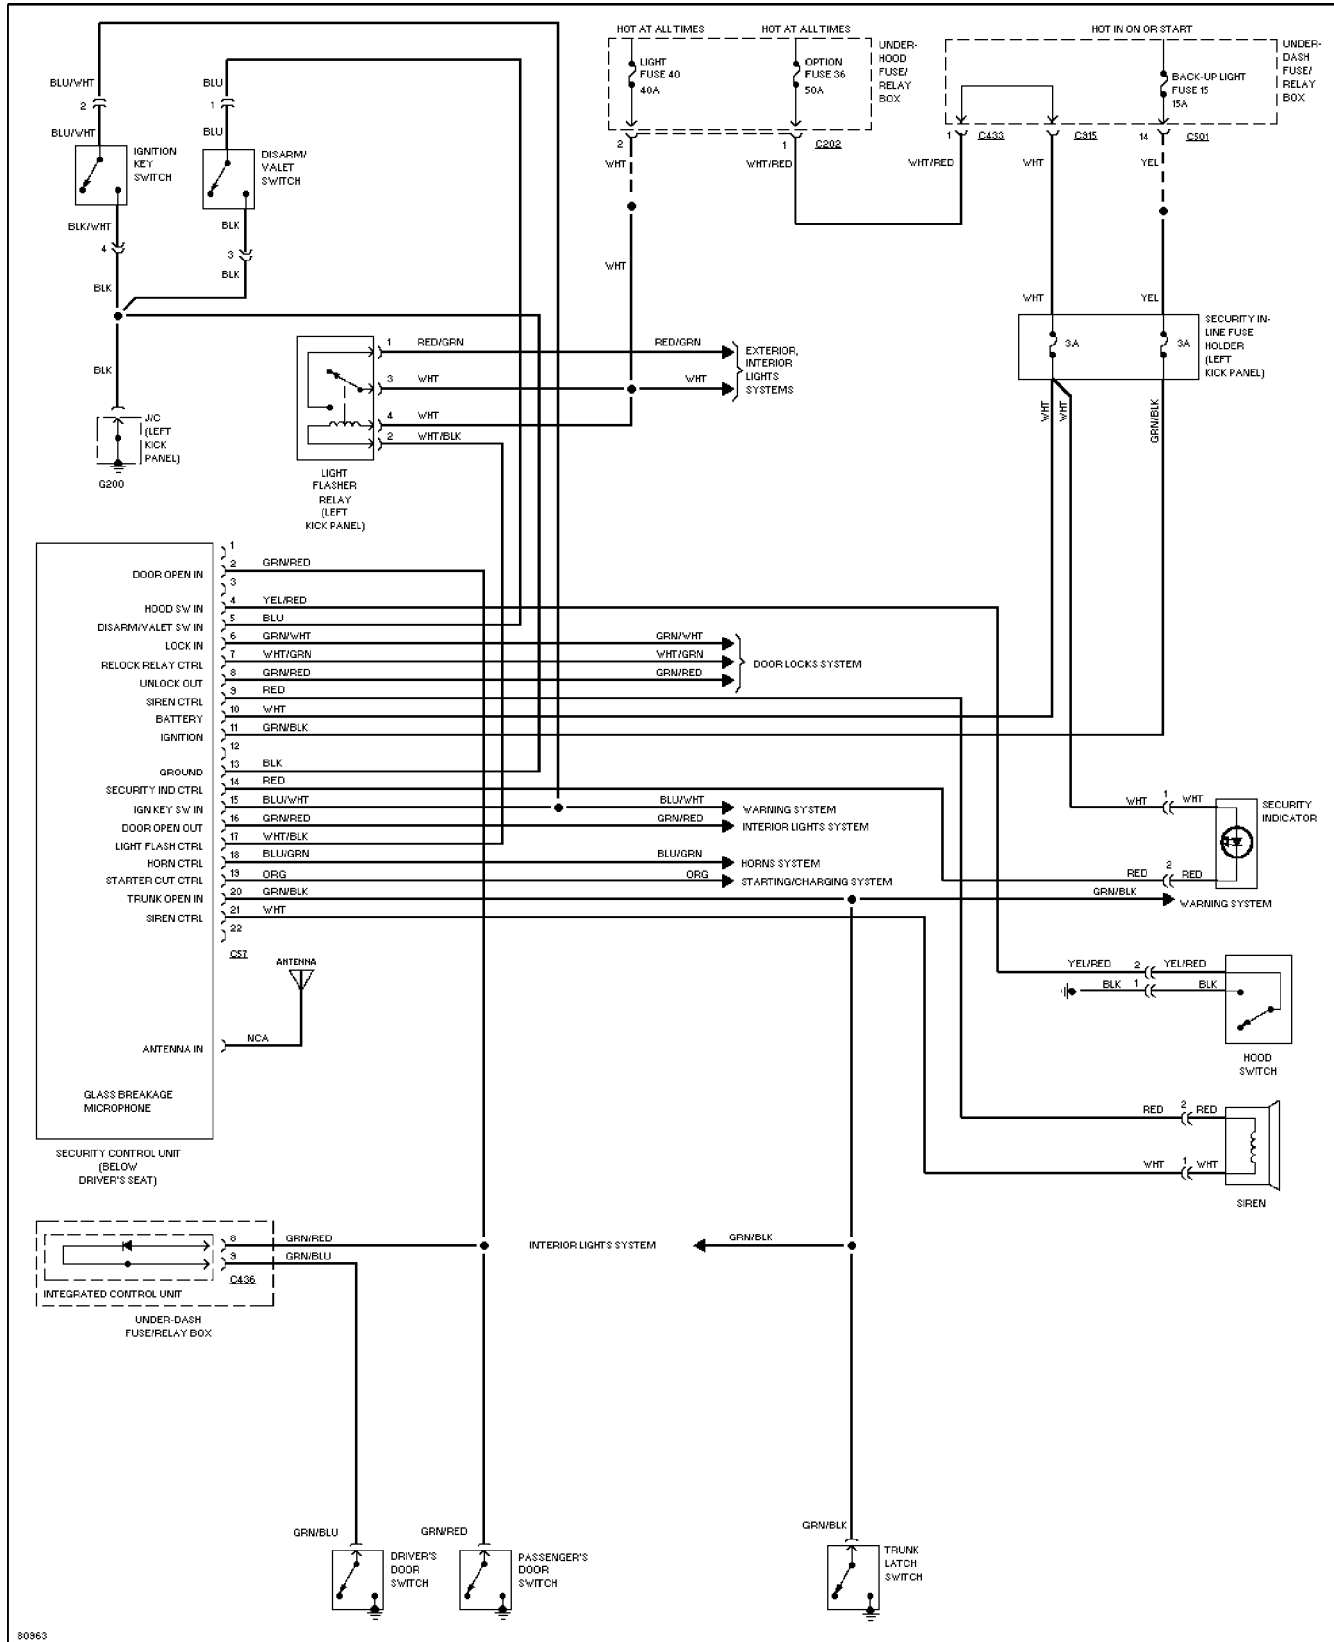 HOT AT ALL TIMES
HOT AT ALL TIMES
HOT IN ON OR START
LIGHT
FUSE 40
40A
OPTION
FUSE 36
50A
UNDER-
HOOD
FUSE/
RELAY
BOX
BACK-UP LIGHT
FUSE 15
15A
UNDER-
DASH
FUSE/
RELAY
BOX
BLU/WHT
BLU
2
1
BLU/WHT
BLU
IGNITION
KEY
SWITCH
DISARM/
VALET
SWITCH
2
1
C202
1
C433
C915
14
C501
WHT
WHT/RED
WHT/RED
WHT
YEL
BLK/WHT
BLK
4
3
BLK
BLK
WHT
WHT
YEL
SECURITY IN-
LINE FUSE
HOLDER
(LEFT
KICK PANEL)
3A
3A
BLK
1
RED/GRN
RED/GRN
3
WHT
WHT
4
WHT
2
WHT/BLK
EXTERIOR,
INTERIOR
LIGHTS
SYSTEMS
WHT
WHT
GRN/BLK
J/C
(LEFT
KICK
PANEL)
G200
LIGHT
FLASHER
RELAY
(LEFT
KICK PANEL)
1
DOOR OPEN IN
2
GRN/RED
3
HOOD SW IN
4
YEL/RED
DISARM/VALET SW IN
5
BLU
LOCK IN
6
GRN/WHT
GRN/WHT
RELOCK RELAY CTRL
7
WHT/GRN
WHT/GRN
DOOR LOCKS SYSTEM
UNLOCK OUT
8
GRN/RED
GRN/RED
SIREN CTRL
9
RED
BATTERY
10
WHT
IGNITION
11
GRN/BLK
12
GROUND
13
BLK
SECURITY IND CTRL
14
RED
IGN KEY SW IN
15
BLU/WHT
BLU/WHT
WARNING SYSTEM
DOOR OPEN OUT
16
GRN/RED
GRN/RED
INTERIOR LIGHTS SYSTEM
LIGHT FLASH CTRL
17
WHT/BLK
HORN CTRL
18
BLU/GRN
BLU/GRN
HORNS SYSTEM
STARTER CUT CTRL
19
ORG
ORG
STARTING/CHARGING SYSTEM
TRUNK OPEN IN
20
GRN/BLK
GRN/BLK
WARNING SYSTEM
SIREN CTRL
21
WHT
22
C57
WHT
1
WHT
SECURITY
INDICATOR
RED
2
RED
ANTENNA
ANTENNA IN
NCA
GLASS BREAKAGE
MICROPHONE
SECURITY CONTROL UNIT
(BELOW
DRIVER'S SEAT)
YEL/RED
2
YEL/RED
BLK
1
BLK
HOOD
SWITCH
RED
2
RED
WHT
1
WHT
SIREN
8
GRN/RED
9
GRN/BLU
C436
INTEGRATED CONTROL UNIT
UNDER-DASH
FUSE/RELAY BOX
INTERIOR LIGHTS SYSTEM
GRN/BLK
GRN/BLU
GRN/RED
GRN/BLK
DRIVER'S
DOOR
SWITCH
PASSENGER'S
DOOR
SWITCH
TRUNK
LATCH
SWITCH
80963